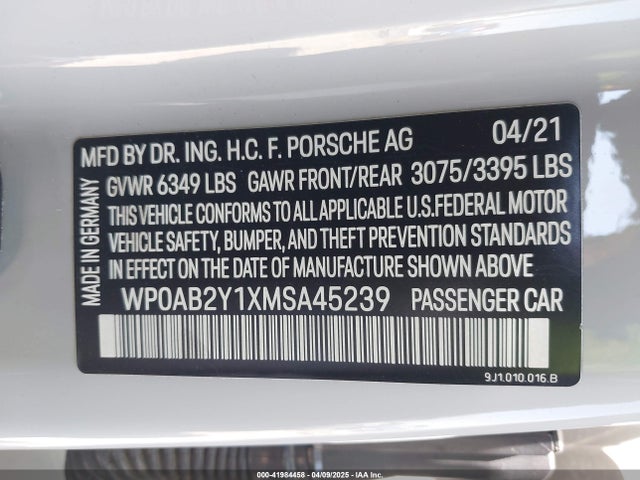 MFD BY DR. ING. H.C. F. PORSCHE AG 04/21
GVWR 6349 LBS GAWR FRONT/REAR 3075/3395 LBS
THIS VEHICLE CONFORMS TO ALL APPLICABLE U.S.FEDERAL MOTOR
VEHICLE SAFETY, BUMPER, AND THEFT PREVENTION STANDARDS
IN EFFECT ON THE DATE OF MANUFACTURE SHOWN ABOVE.
WP0AB2Y1XMSA45239 PASSENGER CAR
MADE IN GERMANY
9J1.010.016.B
000-41984458 - 04/09/2025 - IAA Inc.